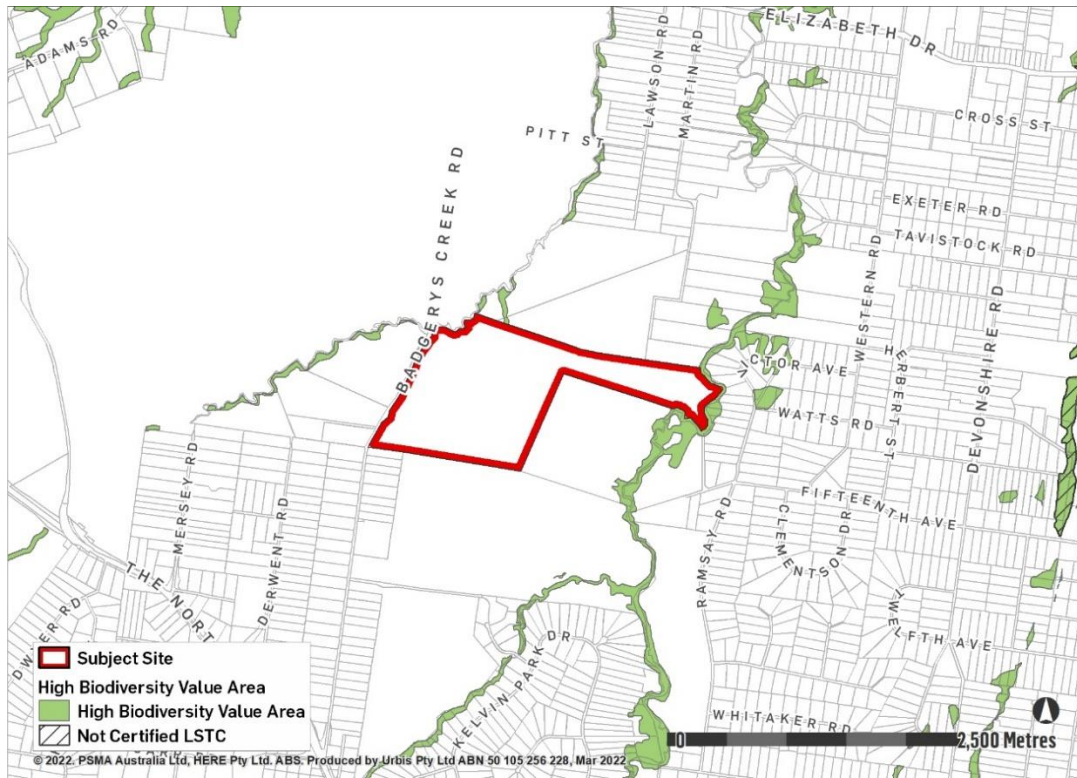 ADAMS RD
ELIZABETH DR
LAWSON RD
MARTIN RD
CROSS ST
PITT ST
BADGERYS CREEK RD
EXETER RD
TAVISTOCK RD
WESTERN RD
DEVONSHIRE RD
HERBERT ST
CTOR AVE
V
WATTS RD
MERSEY RD
DERWENT RD
FIFTEENTH AVE
RAMSAY RD
CLEMENTSON DR
TWELFTH AVE
THE NORT
KELVIN PARK DR
WHITAKER RD
Subject Site
High Biodiversity Value Area
High Biodiversity Value Area
Not Certified LSTC
0 2,500 Metres
© 2022. PSMA Australia Ltd, HERE Pty Ltd. ABS. Produced by Urbis Pty Ltd ABN 50 105 256 228, Mar 2022